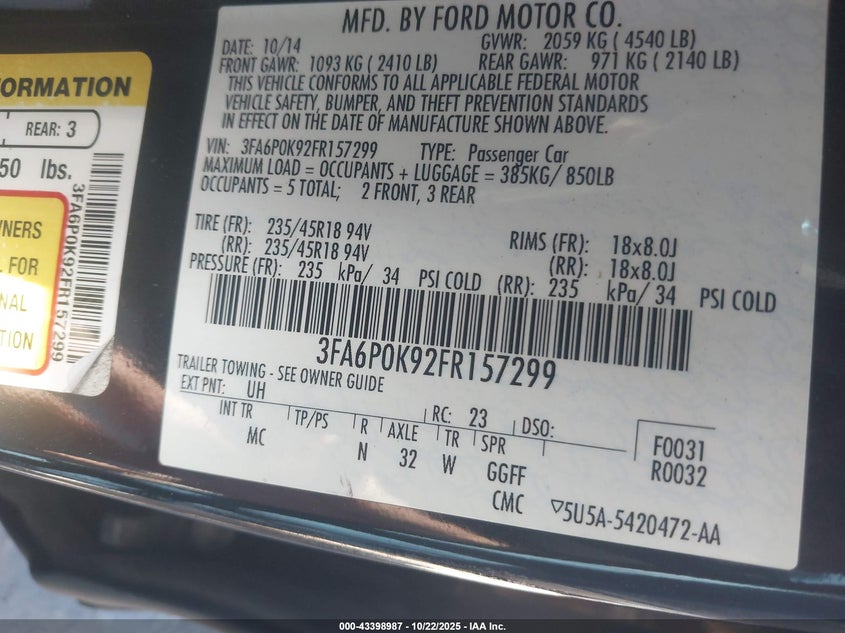 MFD. BY FORD MOTOR CO.
DATE: 10/14 GVWR: 2059 KG ( 4540 LB)
FRONT GAWR: 1093 KG ( 2410 LB) REAR GAWR: 971 KG ( 2140 LB)
THIS VEHICLE CONFORMS TO ALL APPLICABLE FEDERAL MOTOR
VEHICLE SAFETY, BUMPER, AND THEFT PREVENTION STANDARDS
IN EFFECT ON THE DATE OF MANUFACTURE SHOWN ABOVE.
VIN: 3FA6P0K92FR157299 TYPE: Passenger Car
MAXIMUM LOAD = OCCUPANTS + LUGGAGE = 385KG/ 850LB
OCCUPANTS = 5 TOTAL; 2 FRONT, 3 REAR
TIRE (FR): 235/45R18 94V RIMS (FR): 18x8.0J
(RR): 235/45R18 94V (RR): 18x8.0J
PRESSURE (FR): 235 kPa/ 34 PSI COLD (RR): 235 kPa/ 34 PSI COLD
3FA6P0K92FR157299
TRAILER TOWING - SEE OWNER GUIDE
EXT PNT: UH RC: 23 DSO:
INT TR TP/PS R AXLE TR SPR F0031
MC N 32 W GGFF R0032
CMC ▽5U5A-5420472-AA
FORMATION
REAR: 3
50 lbs.
3FA6P0K92FR157299
WNERS
L FOR
NAL
TION
000-43398987 - 10/22/2025 - IAA Inc.